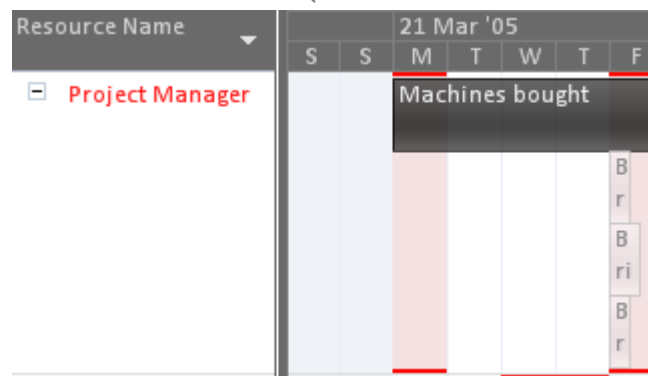 Resource Name
21 Mar '05
S S M T W T F
Project Manager
Machines bought
B
r
B
ri
B
r